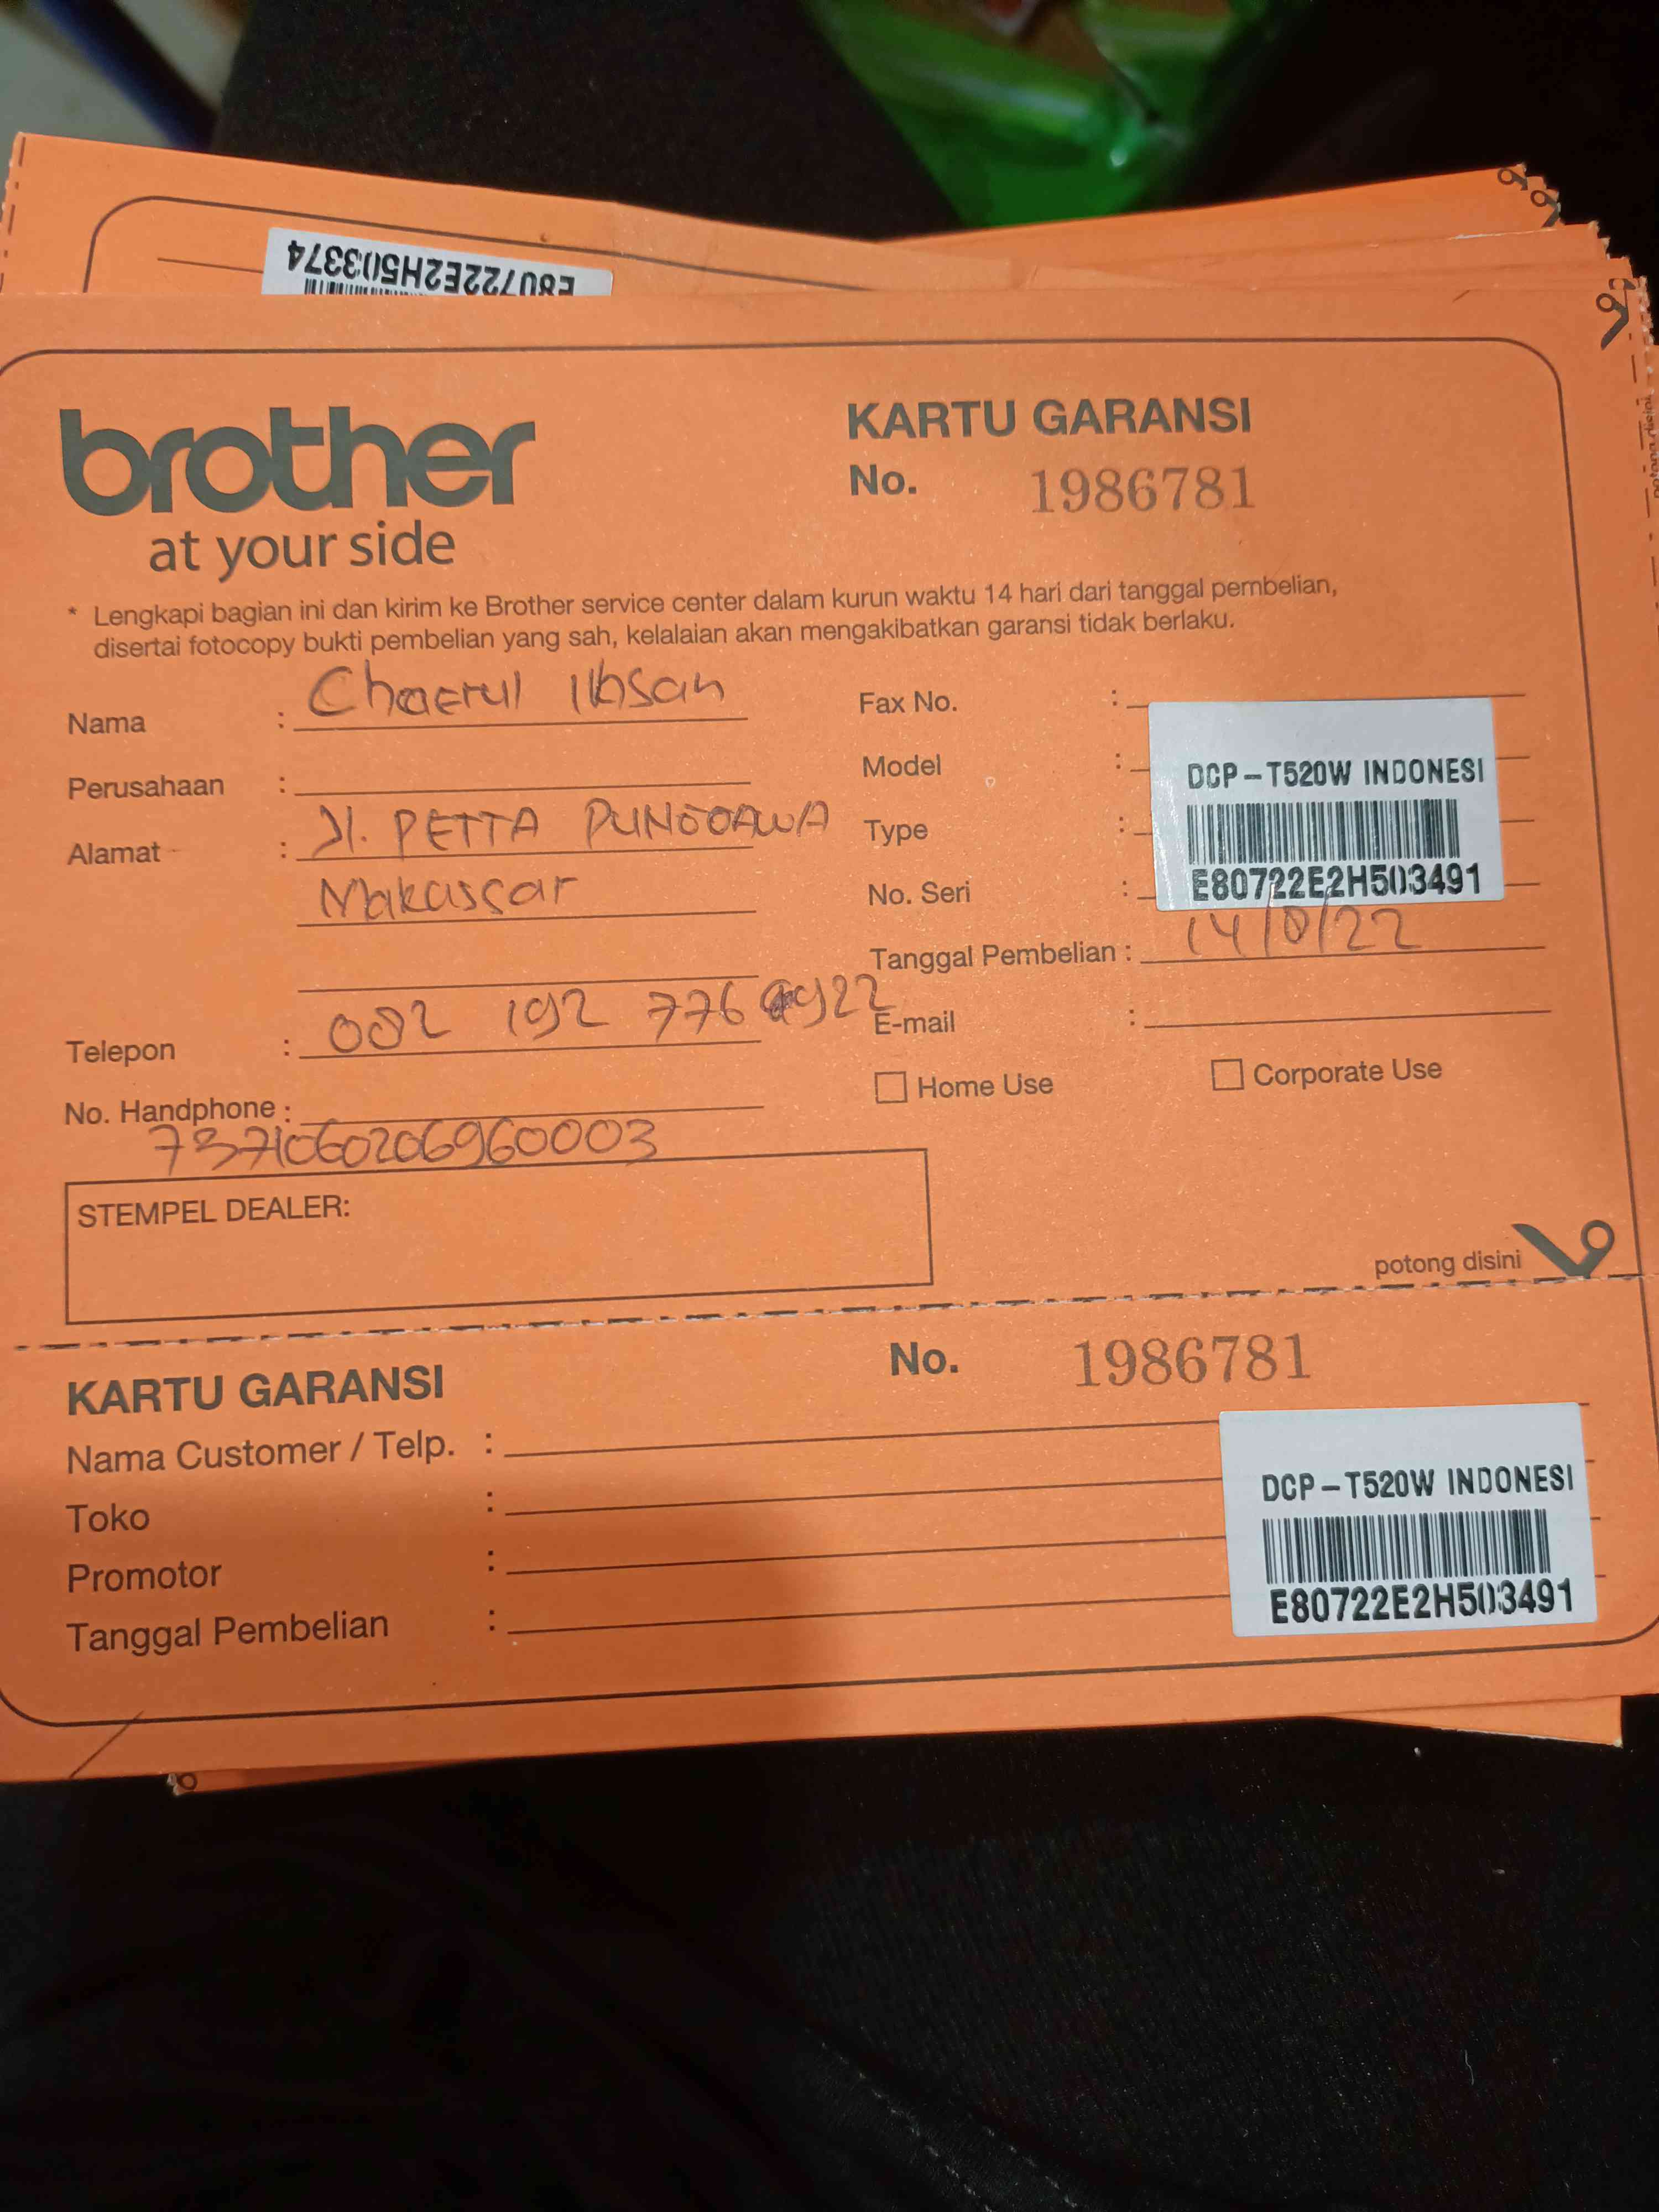 E80722E2H503374
brother
at your side
KARTU GARANSI
No. 1986781
* Lengkapi bagian ini dan kirim ke Brother service center dalam kurun waktu 14 hari dari tanggal pembelian,
disertai fotocopy bukti pembelian yang sah, kelalaian akan mengakibatkan garansi tidak berlaku.
Nama : Chaerul Ikhsan
Perusahaan :
Alamat : Jl. PETTA PUNGGAWA
Makassar
Telepon : 082 192 776 922
No. Handphone :
7371060206960003
Fax No. :
Model :
DCP-T520W INDONESI
Type :
No. Seri :
E80722E2H503491
Tanggal Pembelian : 14/8/22
E-mail :
Home Use
Corporate Use
STEMPEL DEALER:
potong disini
KARTU GARANSI
No. 1986781
Nama Customer / Telp. :
Toko :
Promotor :
Tanggal Pembelian :
DCP-T520W INDONESI
E80722E2H503491